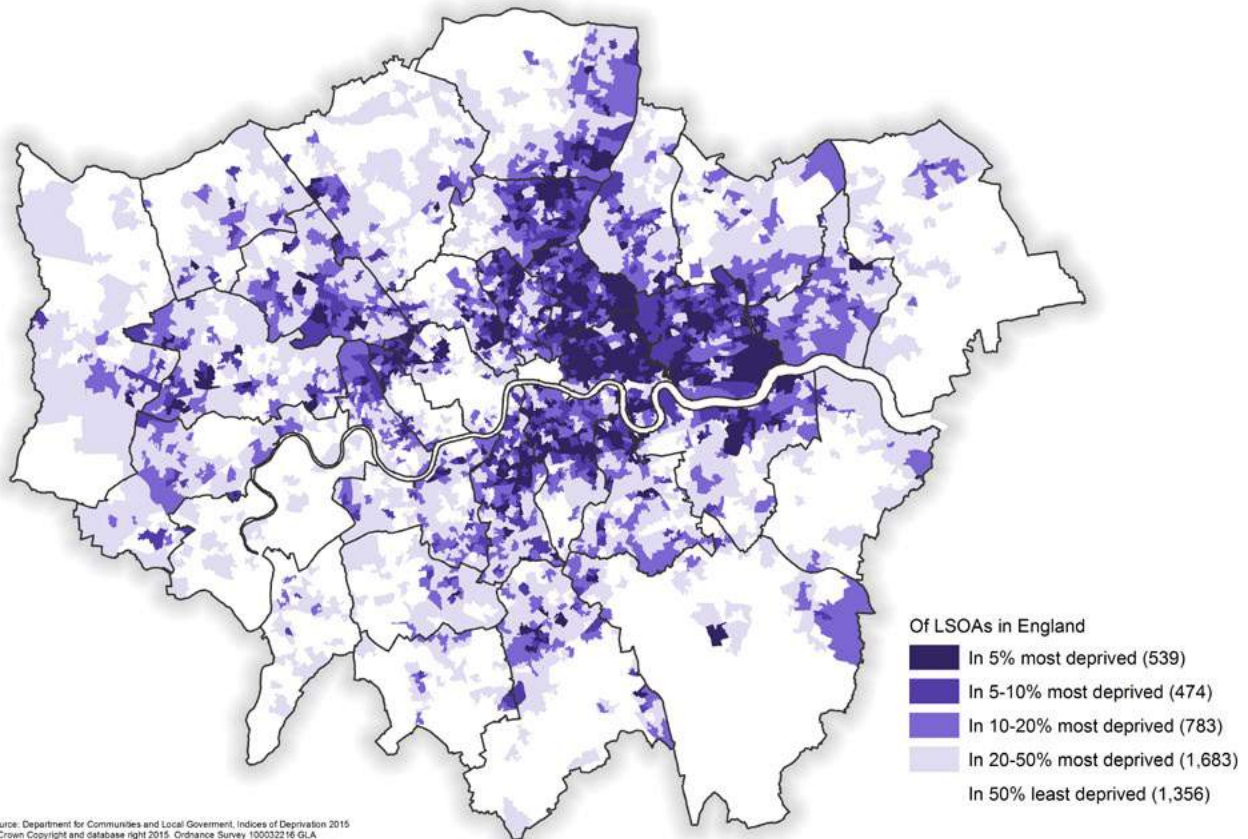 Of LSOAs in England
In 5% most deprived (539)
In 5-10% most deprived (474)
In 10-20% most deprived (783)
In 20-50% most deprived (1,683)
In 50% least deprived (1,356)
urce: Department for Communities and Local Goverment, Indices of Deprivation 2015
Crown Copyright and database right 2015. Ordnance Survey 100032216 GLA